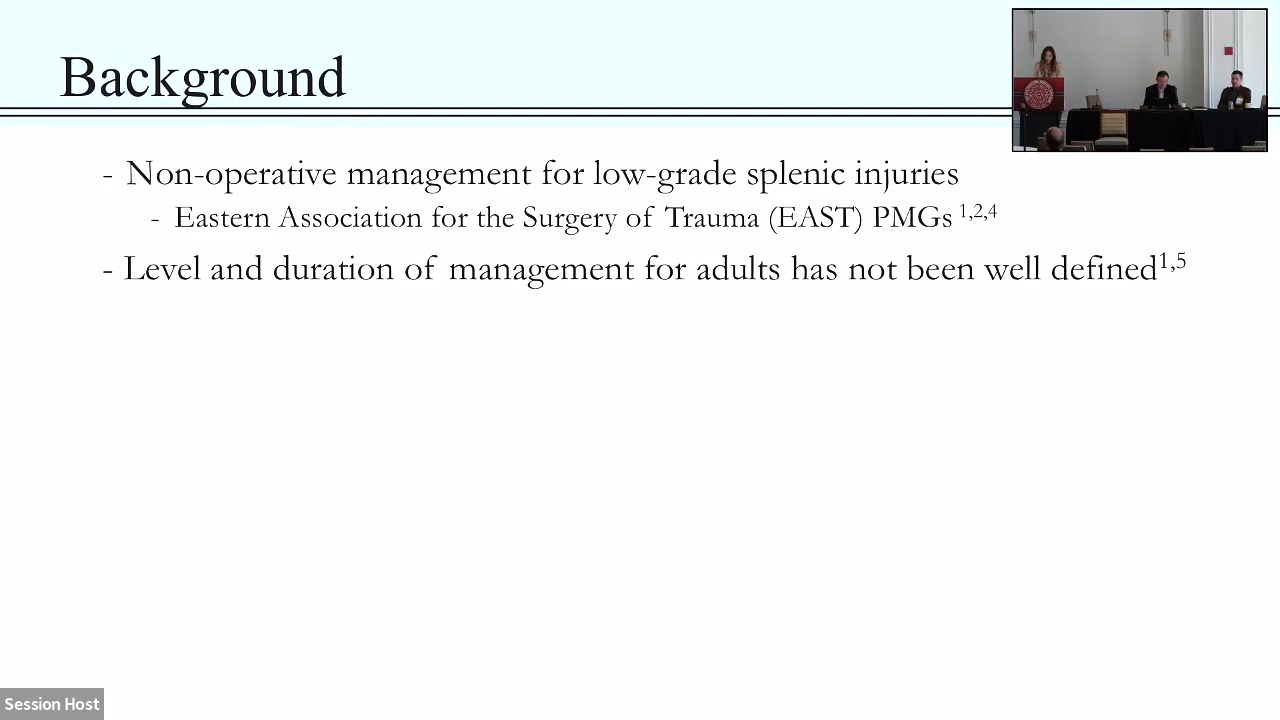 Background
- Non-operative management for low-grade splenic injuries
- Eastern Association for the Surgery of Trauma (EAST) PMGs 1,2,4
- Level and duration of management for adults has not been well defined1,5
Session Host